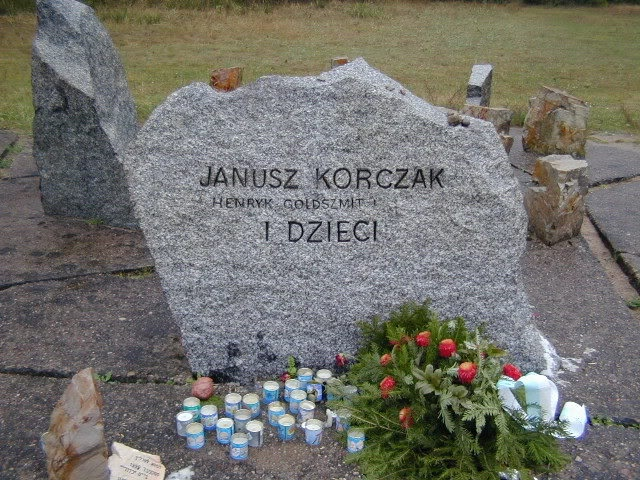 JANUSZ KORCZAK
HENRYK GOLDSZMIT
I DZIECI